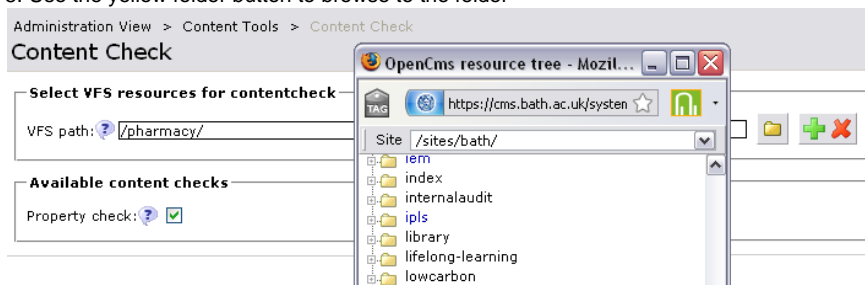 Administration View > Content Tools > Content Check
Content Check
Select VFS resources for contentcheck
VFS path: ? /pharmacy/
Available content checks
Property check: ?
OpenCms resource tree - Mozil...
TAG
https://cms.bath.ac.uk/system
Site /sites/bath/
iem
index
internalaudit
ipls
library
lifelong-learning
lowcarbon